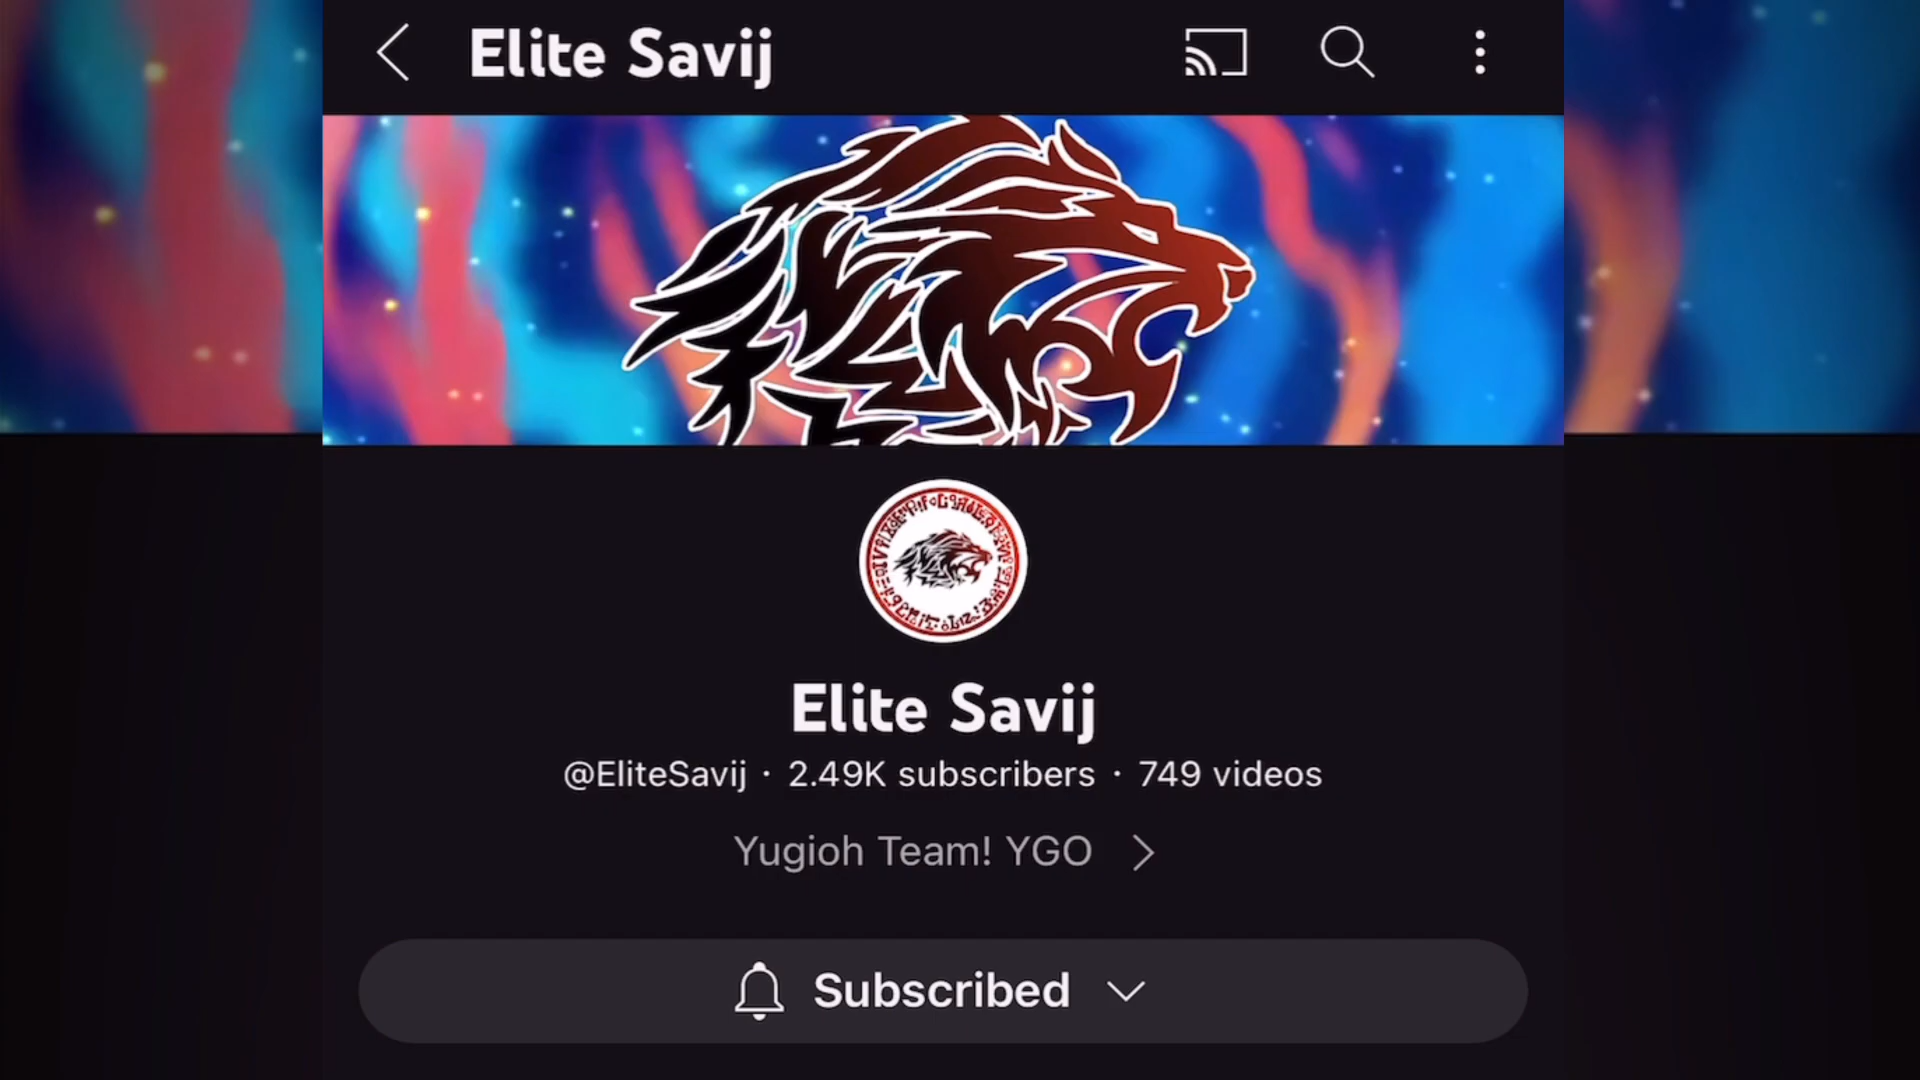 Elite Savij
Elite Savij
@EliteSavij · 2.49K subscribers · 749 videos
Yugioh Team! YGO
Subscribed